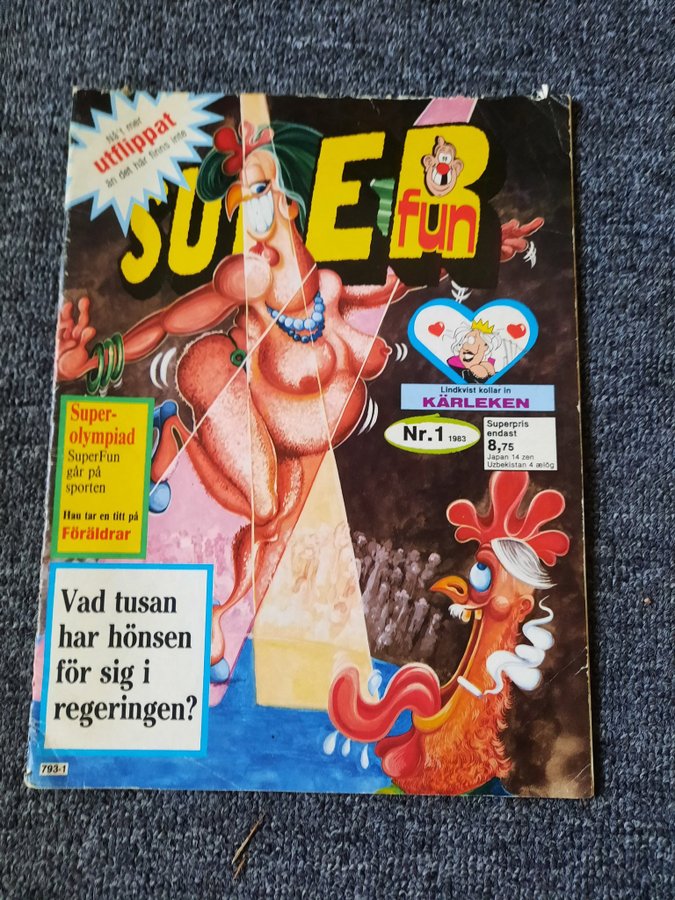 Nå't mer
utflippat
än det här finns inte
SUPER
fun
Lindkvist kollar in
KÄRLEKEN
Nr.1 1983
Superpris
endast
8,75
Japan 14 zen
Uzbekistan 4 ælög
Super-
olympiad
SuperFun
går på
sporten
Hau tar en titt på
Föräldrar
Vad tusan
har hönsen
för sig i
regeringen?
793-1